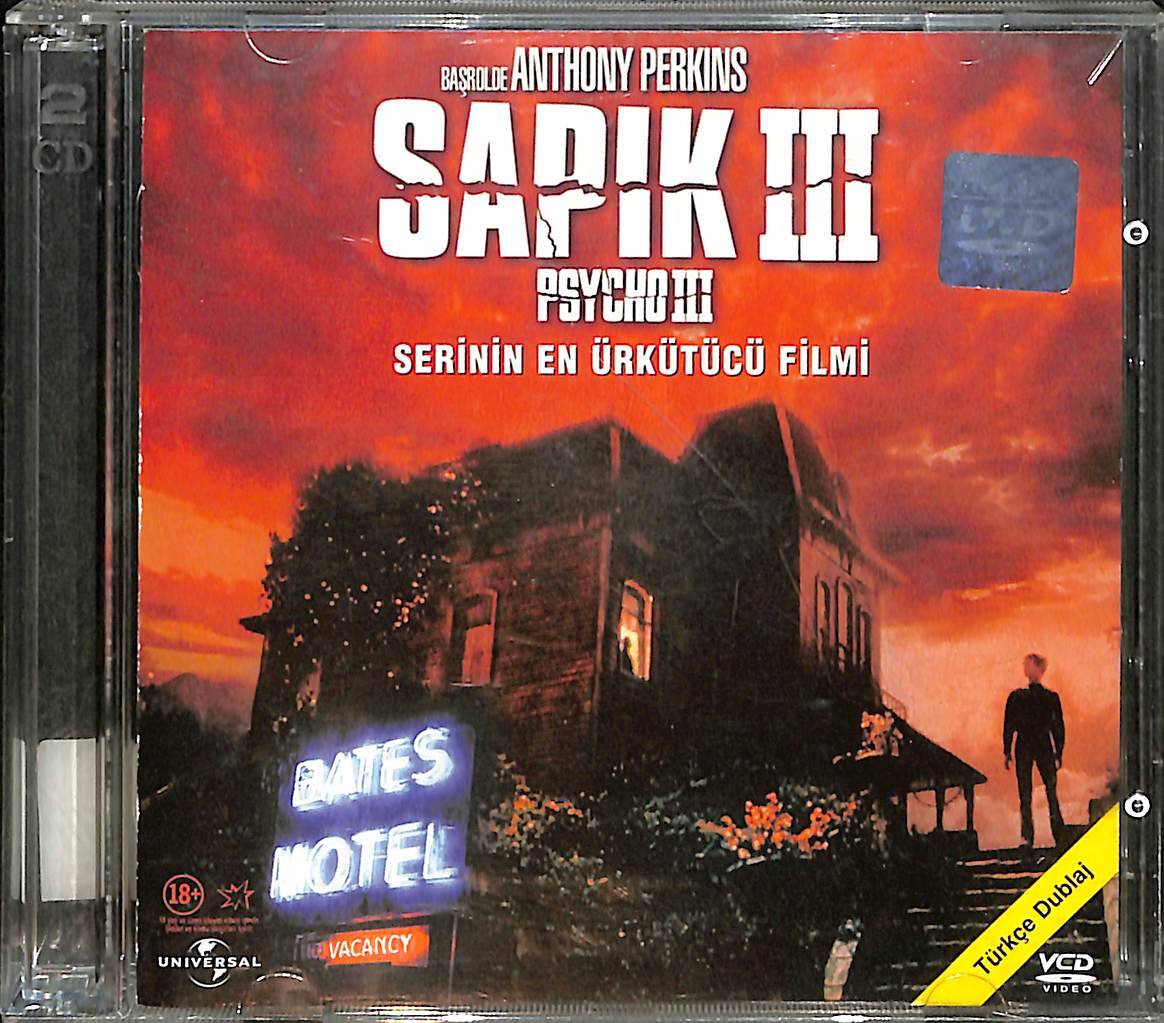 2
CD
BAŞROLDE ANTHONY PERKINS
SAPIK III
PSYCHO III
SERİNİN EN ÜRKÜTÜCÜ FİLMİ
VCD
BATES
MOTEL
VACANCY
18+
UNIVERSAL
Türkçe Dublaj
VCD
VIDEO